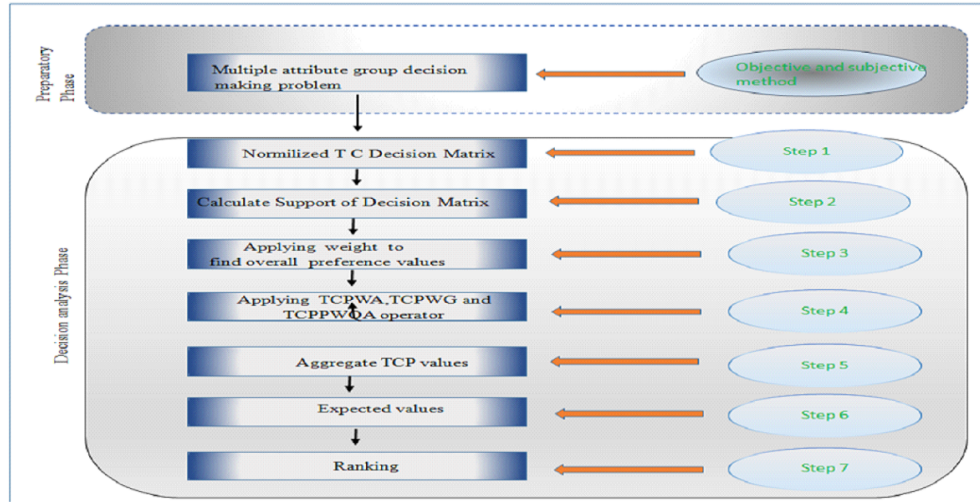 Preparatory
Phase
Multiple attribute group decision
making problem
Objective and subjective
method
Decision analysis Phase
Normilized T C Decision Matrix
Step 1
Calculate Support of Decision Matrix
Step 2
Applying weight to
find overall preference values
Step 3
Applying TCPWA,TCPWG and
TCPPWQA operator
Step 4
Aggregate TCP values
Step 5
Expected values
Step 6
Ranking
Step 7